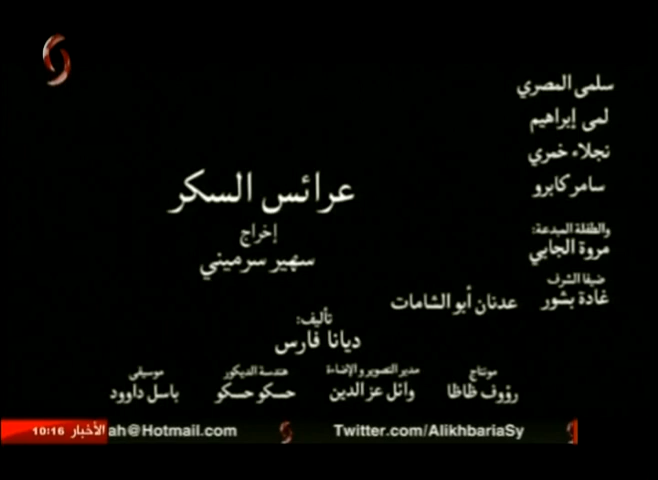 سلمى المصري
لمى إبراهيم
نجلاء خمري
سامر كابرو
والطفلة المبدعة:
مروة الجابي
ضيفا الشرف
غادة بشور
عدنان أبو الشامات
عرائس السكر
إخراج
سهير سرميني
تأليف:
ديانا فارس
مونتاج
رؤوف ظاظا
مدير التصوير والإضاءة
وائل عز الدين
هندسة الديكور
حسكو حسكو
موسيقى
باسل داوود
10:16 الأخبار ah@Hotmail.com Twitter.com/AlikhbariaSy